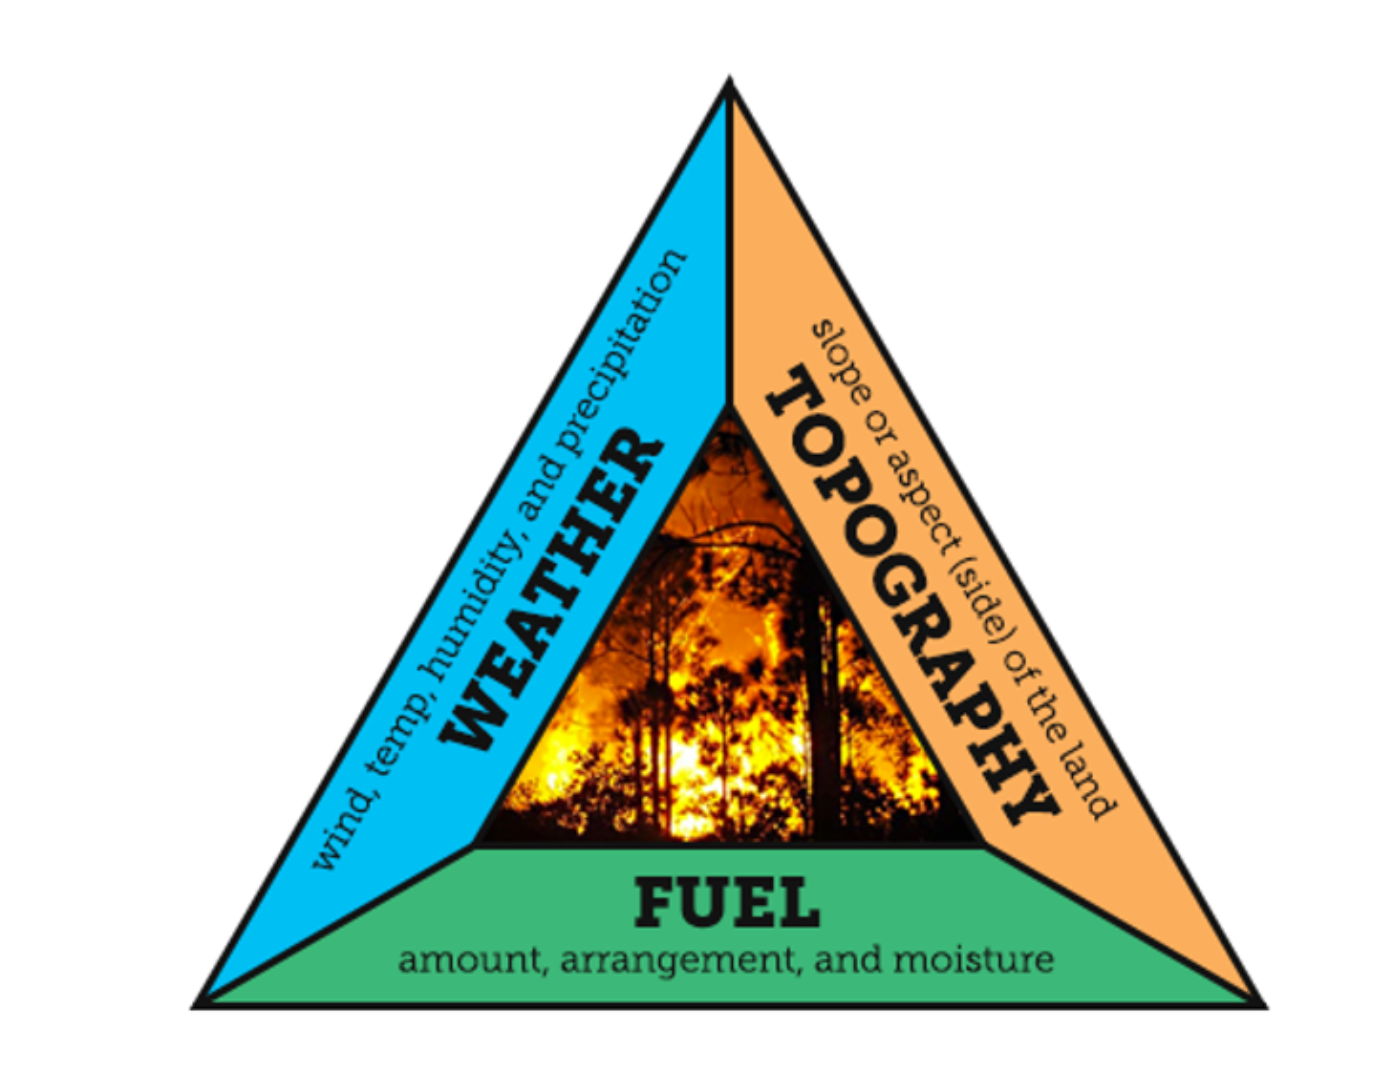 wind, temp, humidity, and precipitation
WEATHER
slope or aspect (side) of the land
TOPOGRAPHY
FUEL
amount, arrangement, and moisture